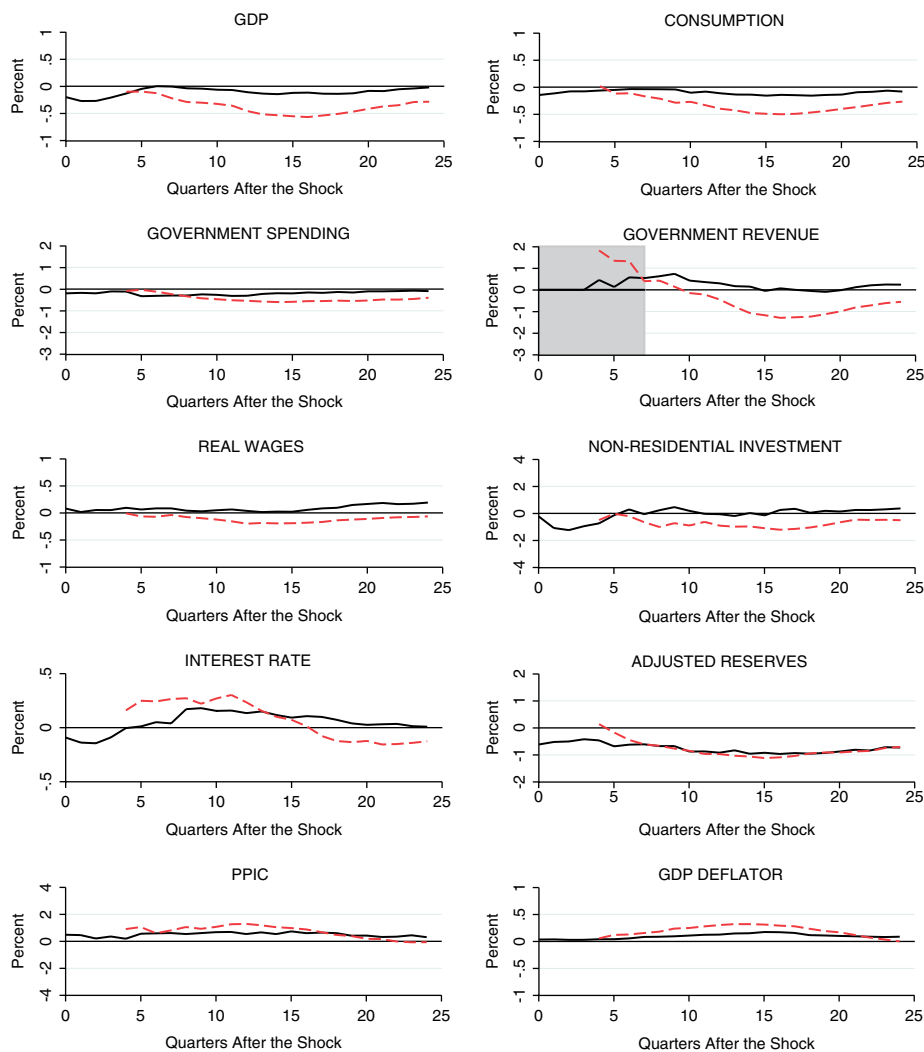 GDP
Percent
1
.5
0
-.5
-1
0 5 10 15 20 25
Quarters After the Shock
CONSUMPTION
Percent
1
.5
0
-.5
-1
0 5 10 15 20 25
Quarters After the Shock
GOVERNMENT SPENDING
Percent
2
1
0
-1
-2
-3
0 5 10 15 20 25
Quarters After the Shock
GOVERNMENT REVENUE
Percent
2
1
0
-1
-2
-3
0 5 10 15 20 25
Quarters After the Shock
REAL WAGES
Percent
1
.5
0
-.5
-1
0 5 10 15 20 25
Quarters After the Shock
NON-RESIDENTIAL INVESTMENT
Percent
4
2
0
-2
-4
0 5 10 15 20 25
Quarters After the Shock
INTEREST RATE
Percent
.5
0
-.5
0 5 10 15 20 25
Quarters After the Shock
ADJUSTED RESERVES
Percent
2
1
0
-1
-2
0 5 10 15 20 25
Quarters After the Shock
PPIC
Percent
4
2
0
-2
-4
0 5 10 15 20 25
Quarters After the Shock
GDP DEFLATOR
Percent
1
.5
0
-.5
-1
0 5 10 15 20 25
Quarters After the Shock